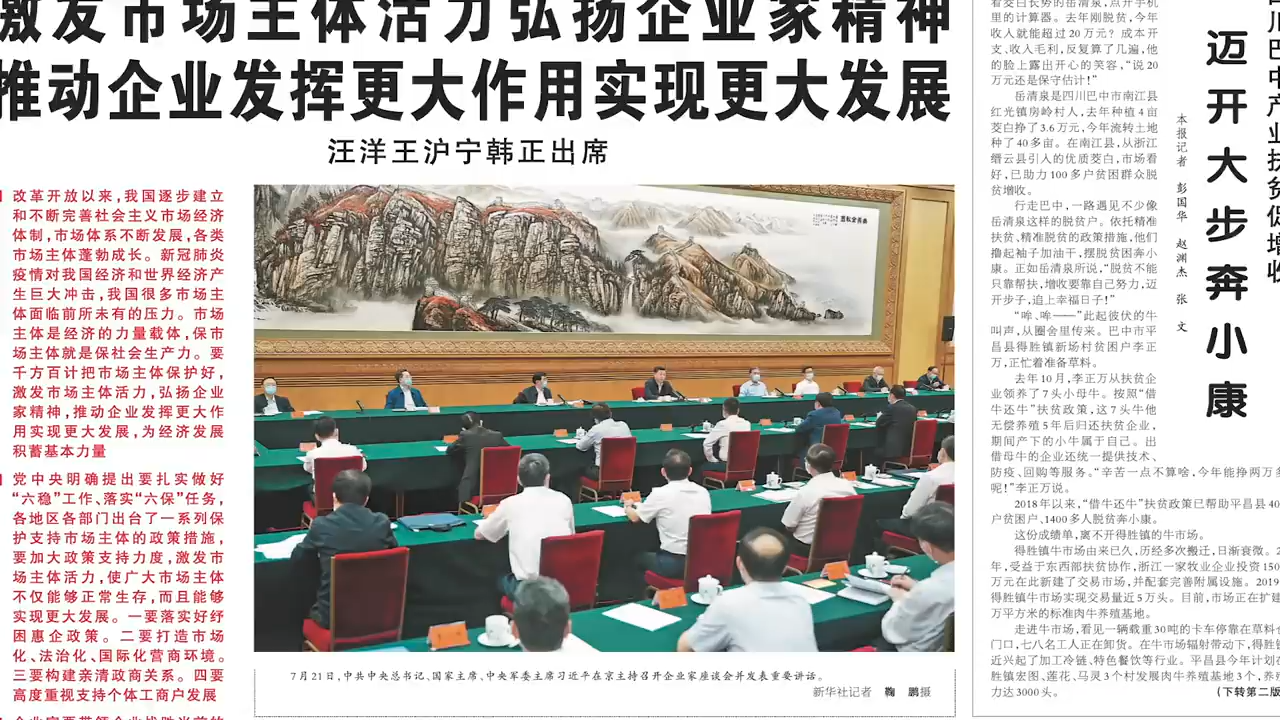 激发市场主体活力弘扬企业家精神
推动企业发挥更大作用实现更大发展
汪洋王沪宁韩正出席
改革开放以来,我国逐步建立
和不断完善社会主义市场经济
体制,市场体系不断发展,各类
市场主体蓬勃成长。新冠肺炎
疫情对我国经济和世界经济产
生巨大冲击,我国很多市场主
体面临前所未有的压力。市场
主体是经济的力量载体,保市
场主体就是保社会生产力。要
千方百计把市场主体保护好,
激发市场主体活力,弘扬企业
家精神,推动企业发挥更大作
用实现更大发展,为经济发展
积蓄基本力量
党中央明确提出要扎实做好
“六稳”工作、落实“六保”任务,
各地区各部门出台了一系列保
护支持市场主体的政策措施,
要加大政策支持力度,激发市
场主体活力,使广大市场主体
不仅能够正常生存,而且能够
实现更大发展。一要落实好纾
困惠企政策。二要打造市场
化、法治化、国际化营商环境。
三要构建亲清政商关系。四要
高度重视支持个体工商户发展
7月21日,中共中央总书记、国家主席、中央军委主席习近平在京主持召开企业家座谈会并发表重要讲话。
新华社记者 鞠 鹏摄
迈开大步奔小康
本报记者 彭国华 赵渊杰 张 文
看茭白长势的岳清泉,点开手机
里的计算器。去年刚脱贫,今年
收入就能超过20万元?成本开
支、收入毛利,反复算了几遍,他
的脸上露出开心的笑容,“说20
万元还是保守估计!”
岳清泉是四川巴中市南江县
红光镇房岭村人,去年种植4亩
茭白挣了3.6万元,今年流转土地
种了40多亩。在南江县,从浙江
缙云县引入的优质茭白,市场看
好,已助力100多户贫困群众脱
贫增收。
行走巴中,一路遇见不少像
岳清泉这样的脱贫户。依托精准
扶贫、精准脱贫的政策措施,他们
撸起袖子加油干,摆脱贫困奔小
康。正如岳清泉所说,“脱贫不能
只靠帮扶,增收要靠自己努力,迈
开步子,追上幸福日子!”
“哞、哞——”此起彼伏的牛
叫声,从圈舍里传来。巴中市平
昌县得胜镇新场村贫困户李正
万,正忙着准备草料。
去年10月,李正万从扶贫企
业领养了7头小母牛。按照“借
牛还牛”扶贫政策,这7头牛他
无偿养殖5年后归还扶贫企业,
期间产下的小牛属于自己。出
借母牛的企业还统一提供技术、
防疫、回购等服务。“辛苦一点不算啥,今年能挣两万多
呢!”李正万说。
2018年以来,“借牛还牛”扶贫政策已帮助平昌县40
户贫困户、1400多人脱贫奔小康。
这份成绩单,离不开得胜镇的牛市场。
得胜镇牛市场由来已久,历经多次搬迁,日渐衰微。2
年,受益于东西部扶贫协作,浙江一家牧业企业投资150
万元在此新建了交易市场,并配套完善附属设施。2019
得胜镇牛市场实现交易量近5万头。目前,市场正在扩建
万平方米的标准肉牛养殖基地。
走进牛市场,看见一辆载重30吨的卡车停靠在草料仓
门口,七八名工人正在卸货。在牛市场辐射带动下,得胜镇
近兴起了加工冷链、特色餐饮等行业。平昌县今年计划在
胜镇宏图、莲花、马灵3个村发展肉牛养殖基地3个,养殖
力达3000头。
(下转第二版